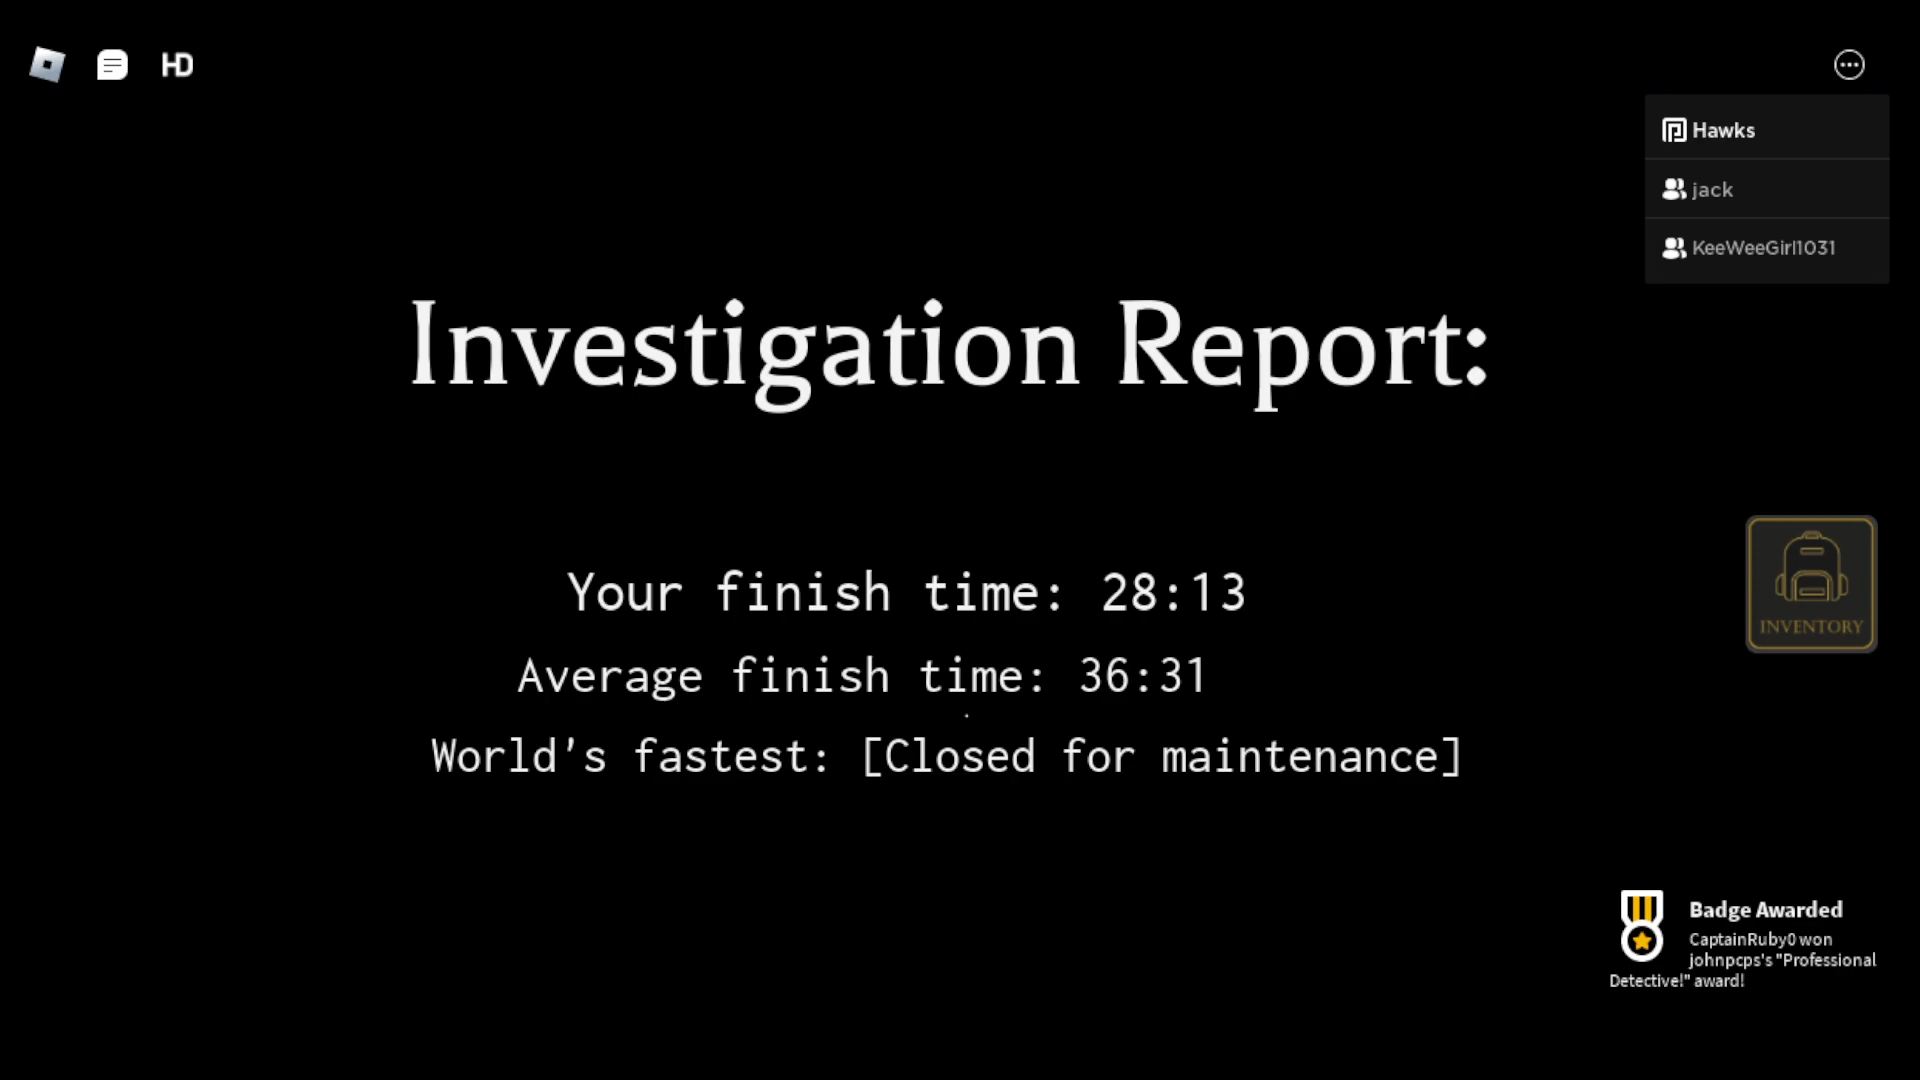 HD
Hawks
jack
KeeWeeGirl1031
Investigation Report:
Your finish time: 28:13
Average finish time: 36:31
World's fastest: [Closed for maintenance]
INVENTORY
Badge Awarded
CaptainRuby0 won
johnpcps's "Professional
Detective!" award!